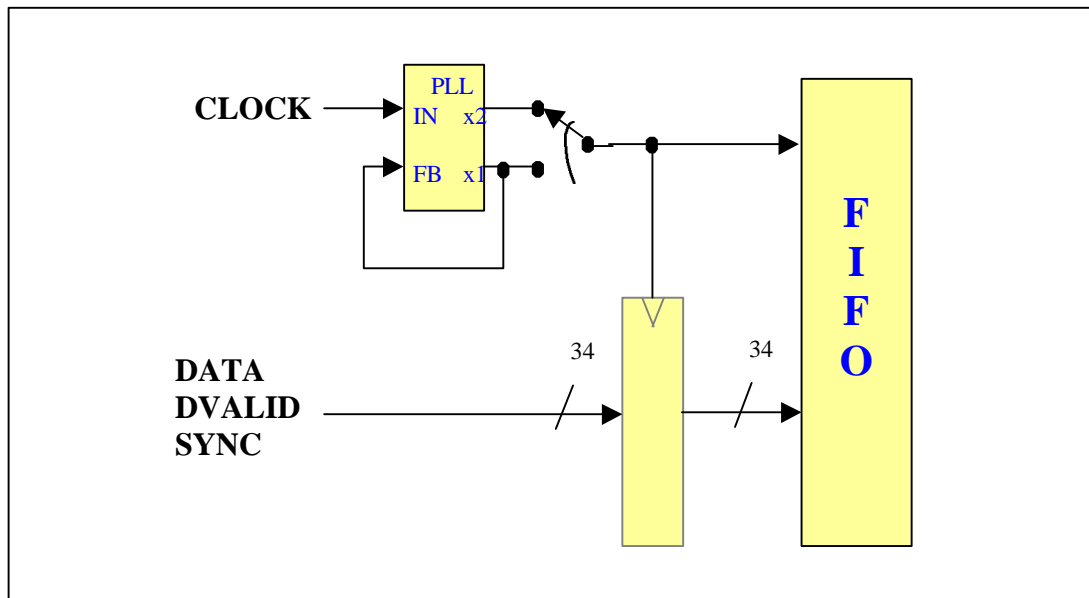 PLL
CLOCK
IN x2
FB x1
F
I
F
O
34
34
DATA
DVALID
SYNC